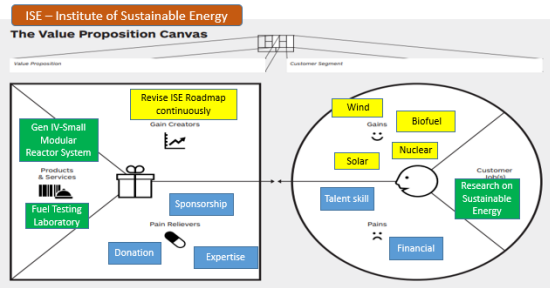 ISE – Institute of Sustainable Energy
The Value Proposition Canvas
Value Proposition
Customer Segment
Revise ISE Roadmap
continuously
Gain Creators
Gen IV-Small
Modular
Reactor System
Products
& Services
Fuel Testing
Laboratory
Sponsorship
Pain Relievers
Donation
Expertise
Wind
Biofuel
Gains
Nuclear
Solar
Customer
Job(s)
Research on
Sustainable
Energy
Talent skill
Pains
Financial